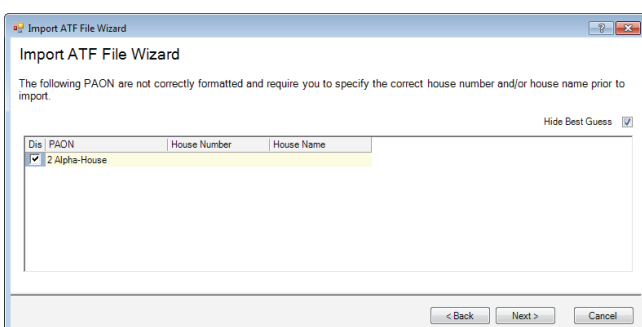 Import ATF File Wizard
Import ATF File Wizard
The following PAON are not correctly formatted and require you to specify the correct house number and/or house name prior to
import.
Hide Best Guess
Dis PAON House Number House Name
2 Alpha-House
< Back Next > Cancel